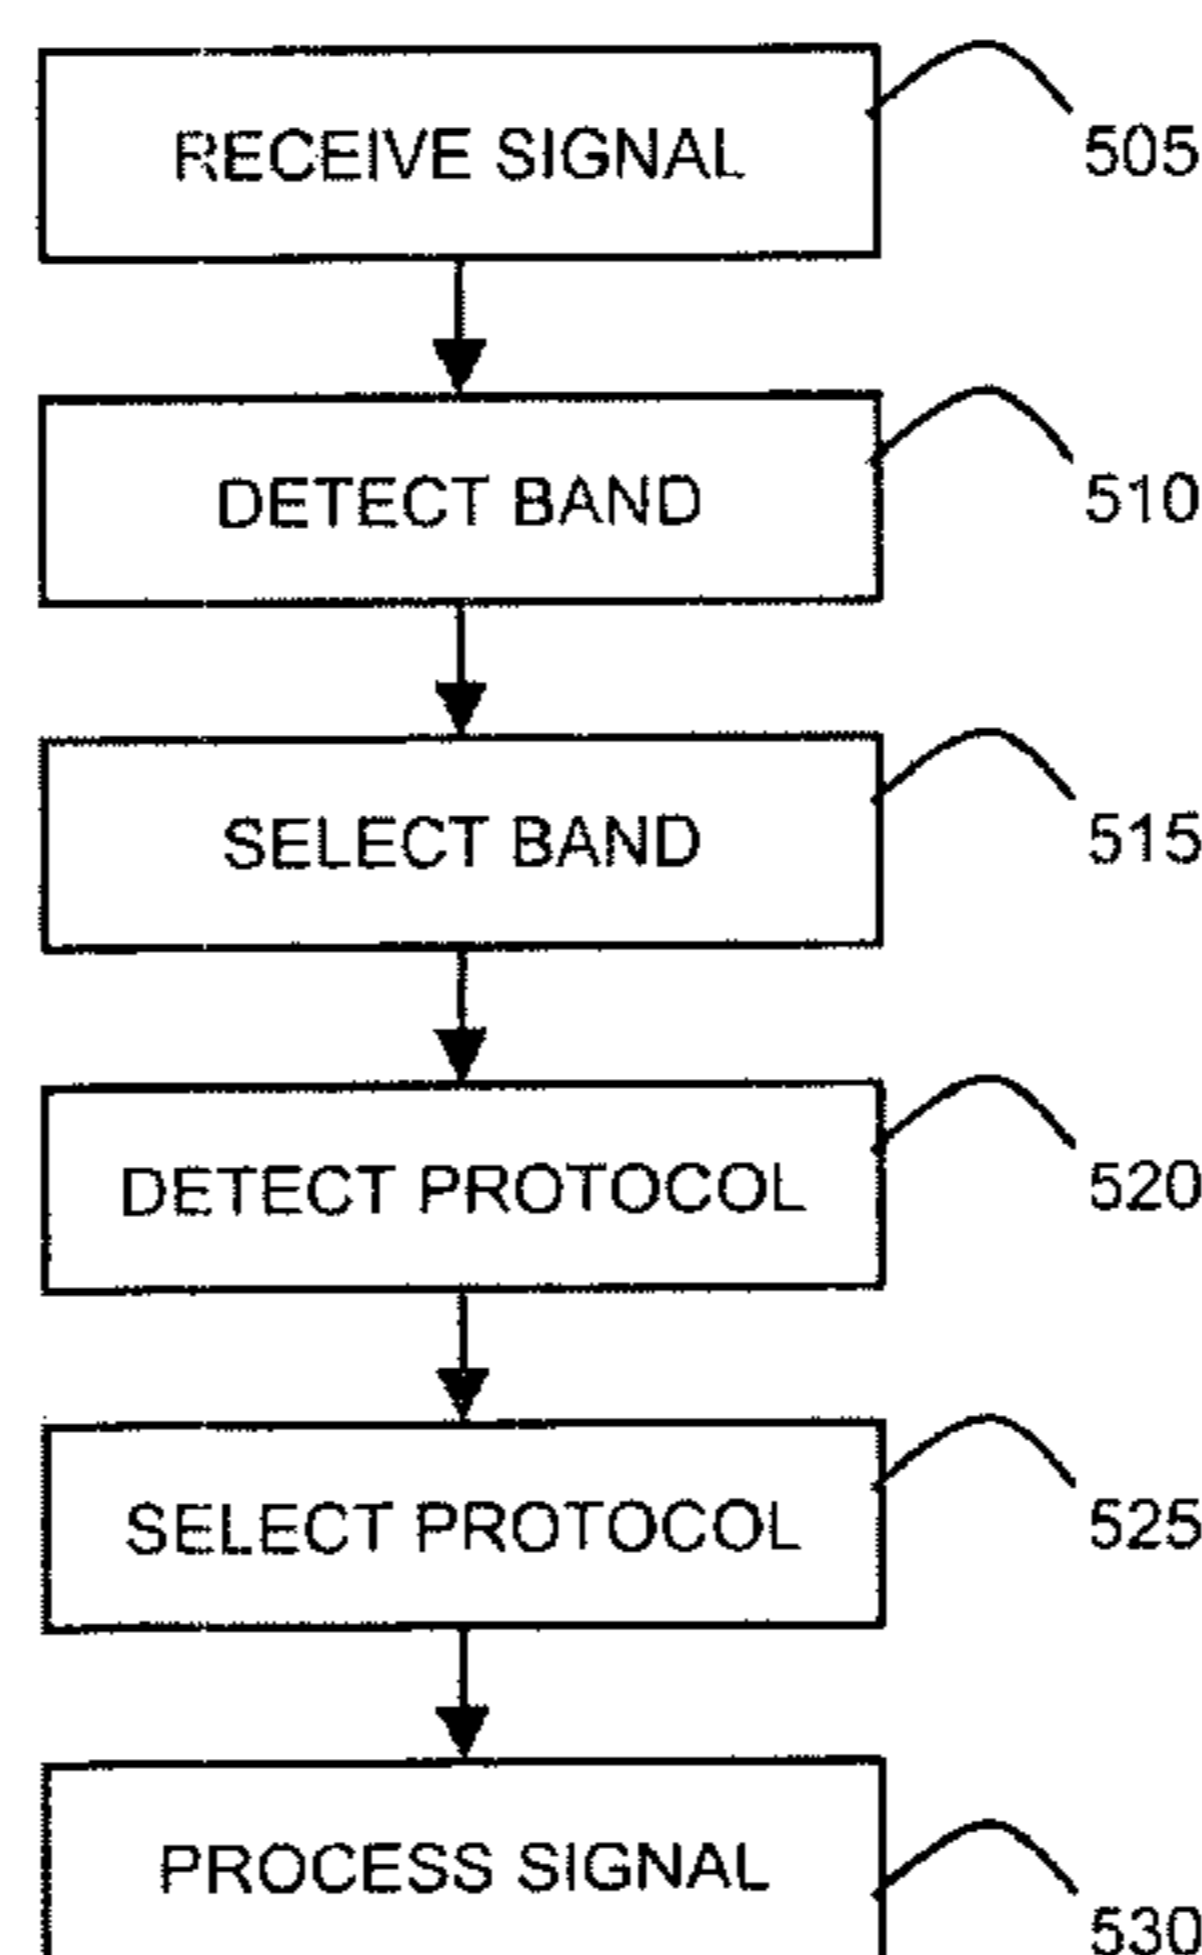 RECEIVE SIGNAL
505
DETECT BAND
510
SELECT BAND
515
DETECT PROTOCOL
520
SELECT PROTOCOL
525
PROCESS SIGNAL
530